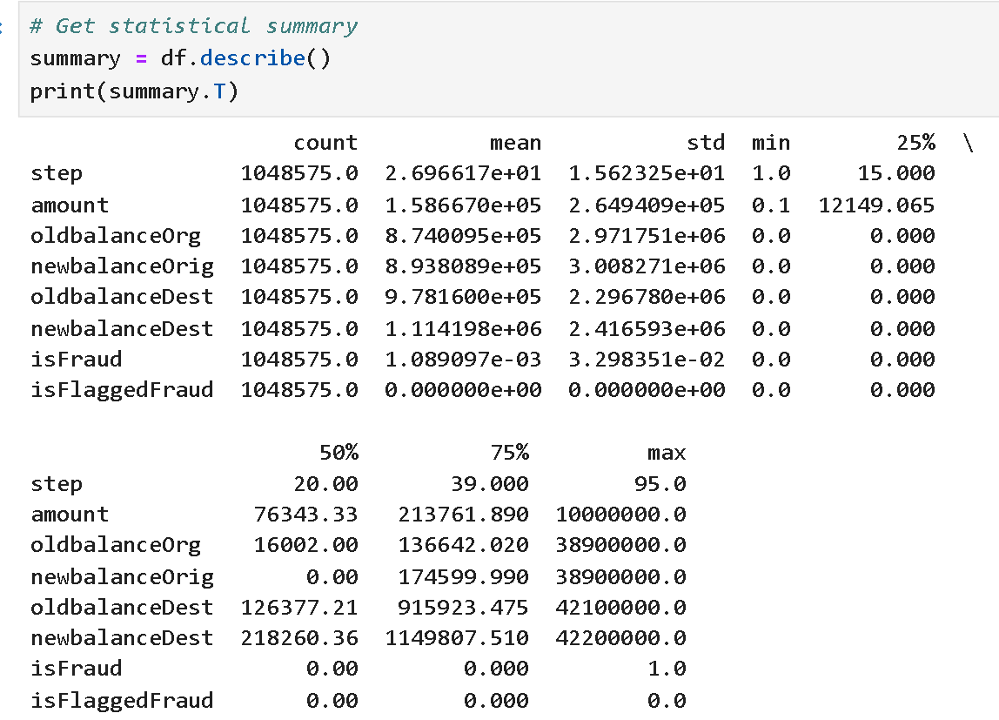 # Get statistical summary
summary = df.describe()
print(summary.T)
count mean std min 25% \
step 1048575.0 2.696617e+01 1.562325e+01 1.0 15.000
amount 1048575.0 1.586670e+05 2.649409e+05 0.1 12149.065
oldbalanceOrg 1048575.0 8.740095e+05 2.971751e+06 0.0 0.000
newbalanceOrig 1048575.0 8.938089e+05 3.008271e+06 0.0 0.000
oldbalanceDest 1048575.0 9.781600e+05 2.296780e+06 0.0 0.000
newbalanceDest 1048575.0 1.114198e+06 2.416593e+06 0.0 0.000
isFraud 1048575.0 1.089097e-03 3.298351e-02 0.0 0.000
isFlaggedFraud 1048575.0 0.000000e+00 0.000000e+00 0.0 0.000
50% 75% max
step 20.00 39.000 95.0
amount 76343.33 213761.890 10000000.0
oldbalanceOrg 16002.00 136642.020 38900000.0
newbalanceOrig 0.00 174599.990 38900000.0
oldbalanceDest 126377.21 915923.475 42100000.0
newbalanceDest 218260.36 1149807.510 42200000.0
isFraud 0.00 0.000 1.0
isFlaggedFraud 0.00 0.000 0.0